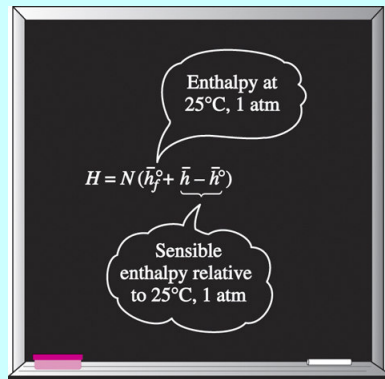 Enthalpy at
25°C, 1 atm
H = N(h̄f° + h̄ – h̄°)
Sensible
enthalpy relative
to 25°C, 1 atm